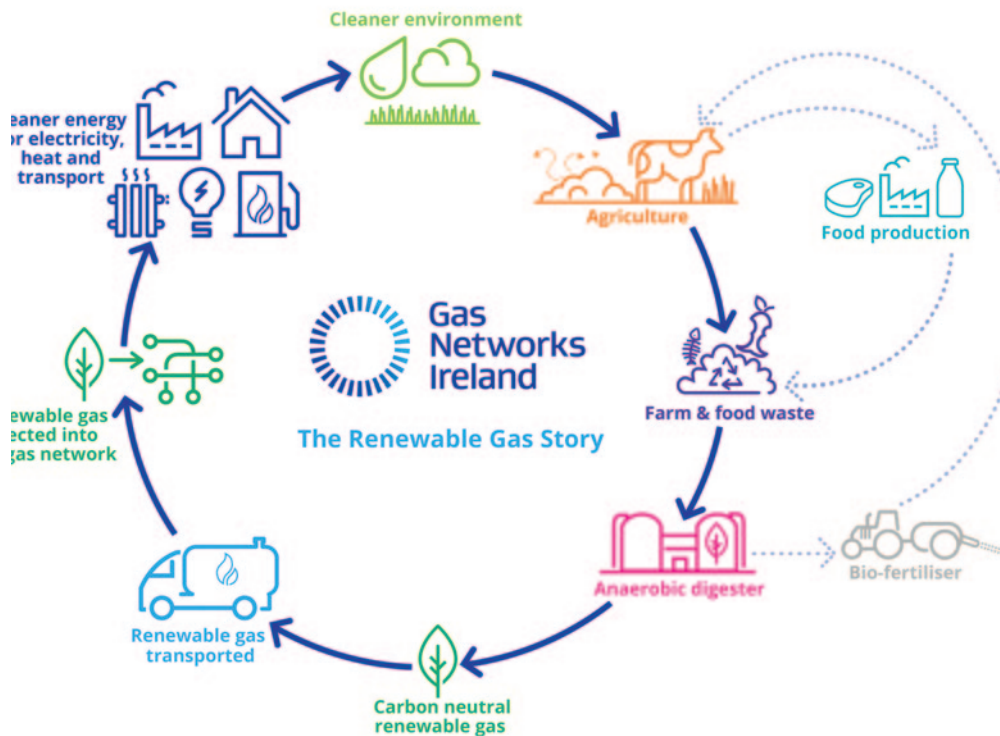 Cleaner environment
eaner energy
or electricity,
heat and
transport
Agriculture
Food production
Gas
Networks
Ireland
The Renewable Gas Story
Farm & food waste
ewable gas
ected into
gas network
Anaerobic digester
Bio-fertiliser
Renewable gas
transported
Carbon neutral
renewable gas